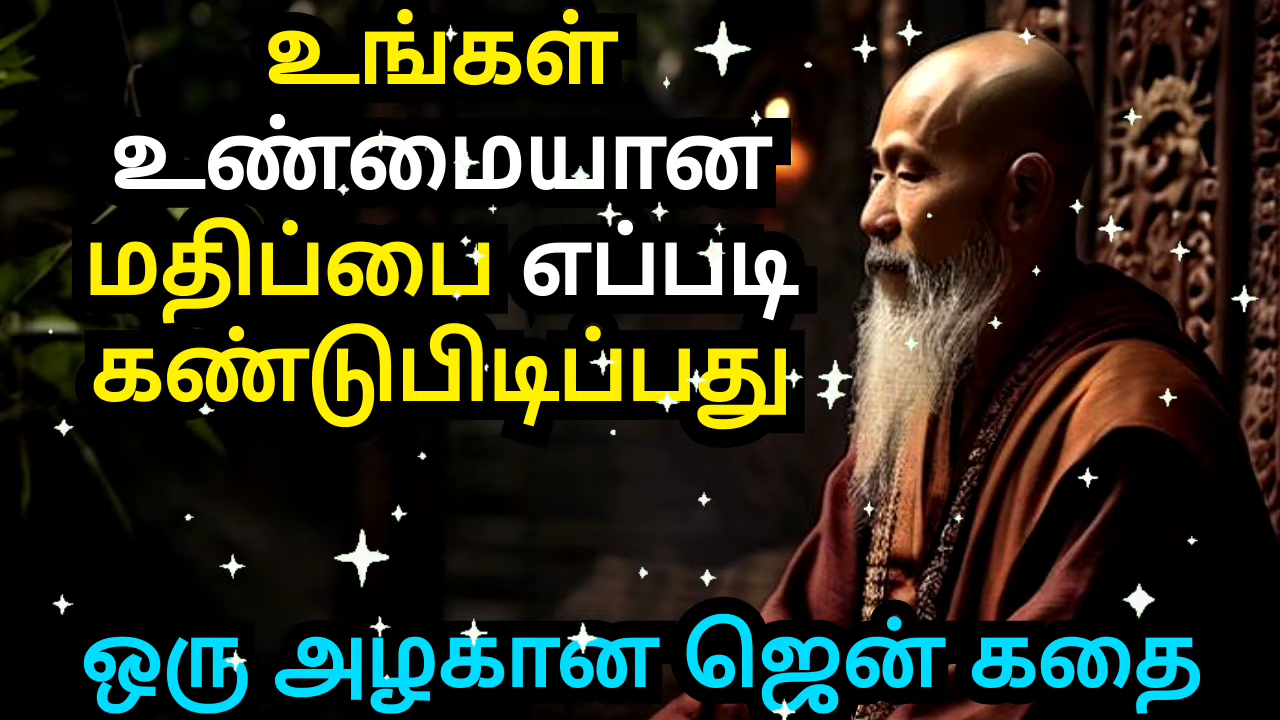 உங்கள்
உண்மையான
மதிப்பை எப்படி
கண்டுபிடிப்பது
ஒரு அழகான ஜென் கதை